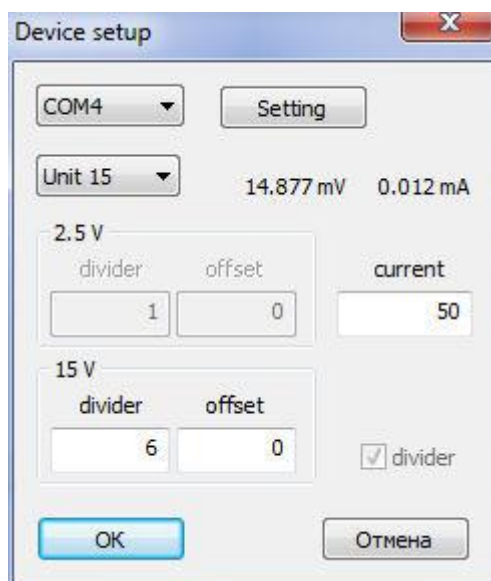 Device setup
COM4 Setting
Unit 15 14.877 mV 0.012 mA
2.5 V
divider offset current
1 0 50
15 V
divider offset
6 0 divider
OK Отмена